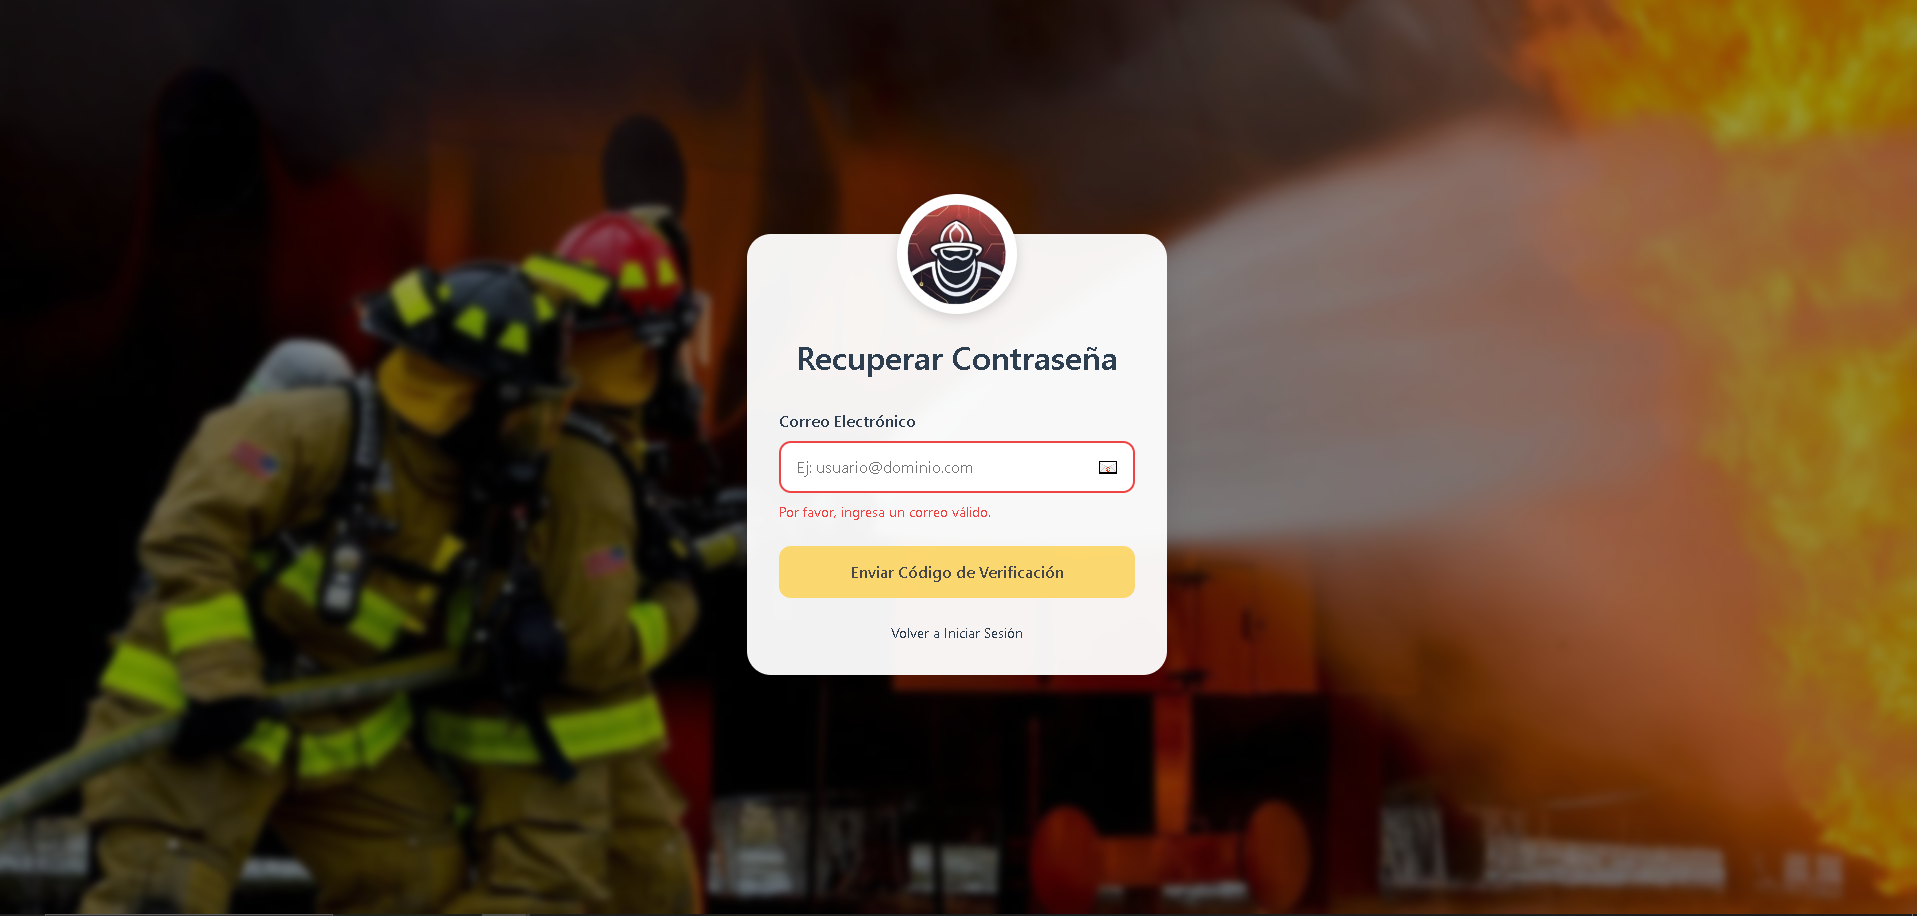 Recuperar Contraseña
Correo Electrónico
Ej: usuario@dominio.com
Por favor, ingresa un correo válido.
Enviar Código de Verificación
Volver a Iniciar Sesión